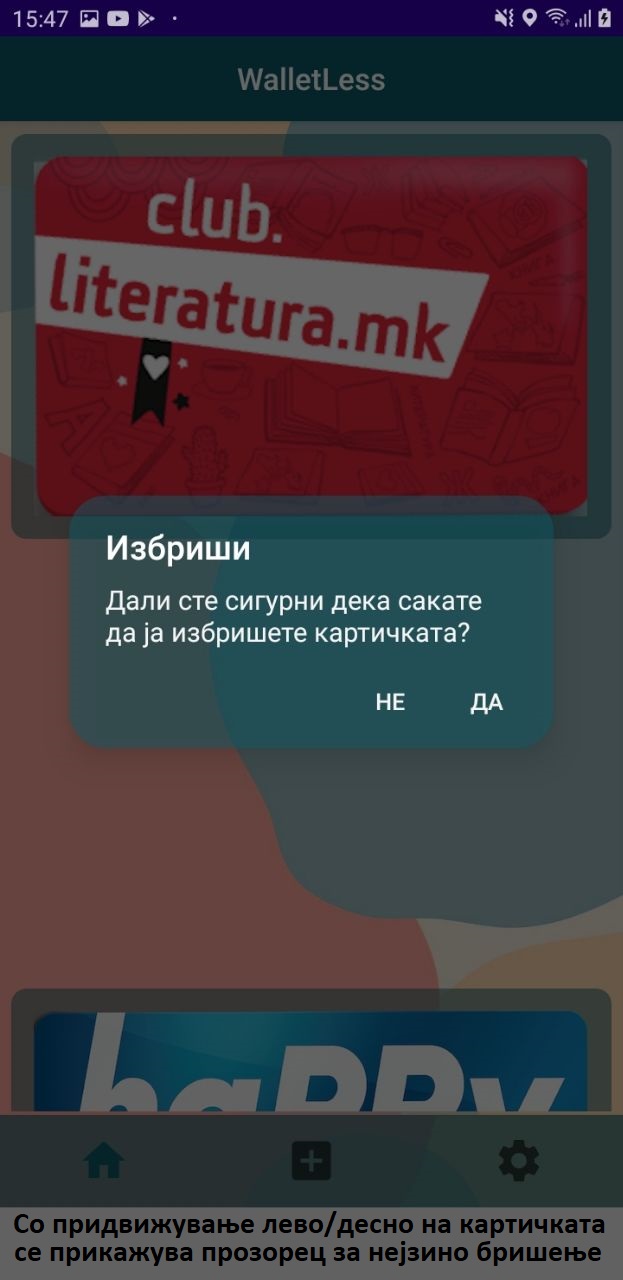 15:47
WalletLess
club.
literatura.mk
КНИГА
Избриши
Дали сте сигурни дека сакате
да ја избришете картичката?
НЕ ДА
haPPy
Со придвижување лево/десно на картичката
се прикажува прозорец за нејзино бришење